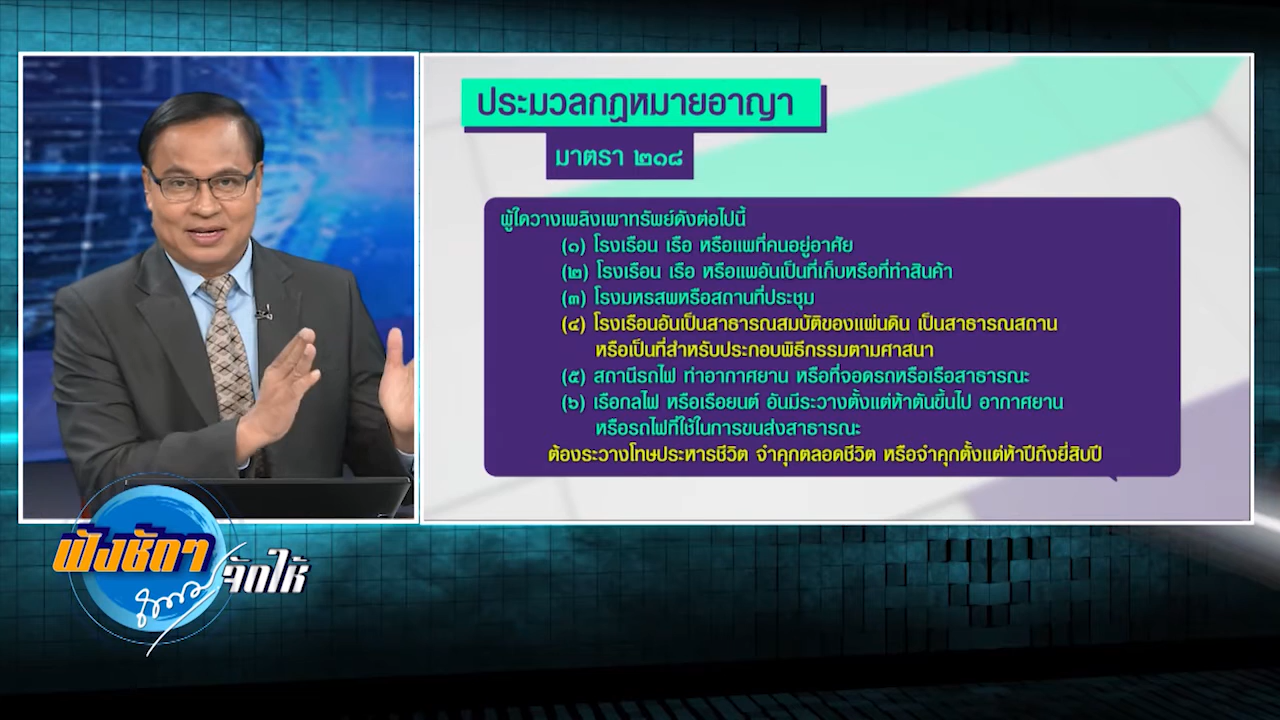 ประมวลกฎหมายอาญา
มาตรา ๒๑๘
ผู้ใดวางเพลิงเผาทรัพย์ดังต่อไปนี้
(๑) โรงเรือน เรือ หรือแพที่คนอยู่อาศัย
(๒) โรงเรือน เรือ หรือแพอันเป็นที่เก็บหรือที่ทำสินค้า
(๓) โรงมหรสพหรือสถานที่ประชุม
(๔) โรงเรือนอันเป็นสาธารณสมบัติของแผ่นดิน เป็นสาธารณสถาน
หรือเป็นที่สำหรับประกอบพิธีกรรมตามศาสนา
(๕) สถานีรถไฟ ท่าอากาศยาน หรือที่จอดรถหรือเรือสาธารณะ
(๖) เรือกลไฟ หรือเรือยนต์ อันมีระวางตั้งแต่ห้าตันขึ้นไป อากาศยาน
หรือรถไฟที่ใช้ในการขนส่งสาธารณะ
ต้องระวางโทษประหารชีวิต จำคุกตลอดชีวิต หรือจำคุกตั้งแต่ห้าปีถึงยี่สิบปี
ฟังชัดๆ
จัดให้